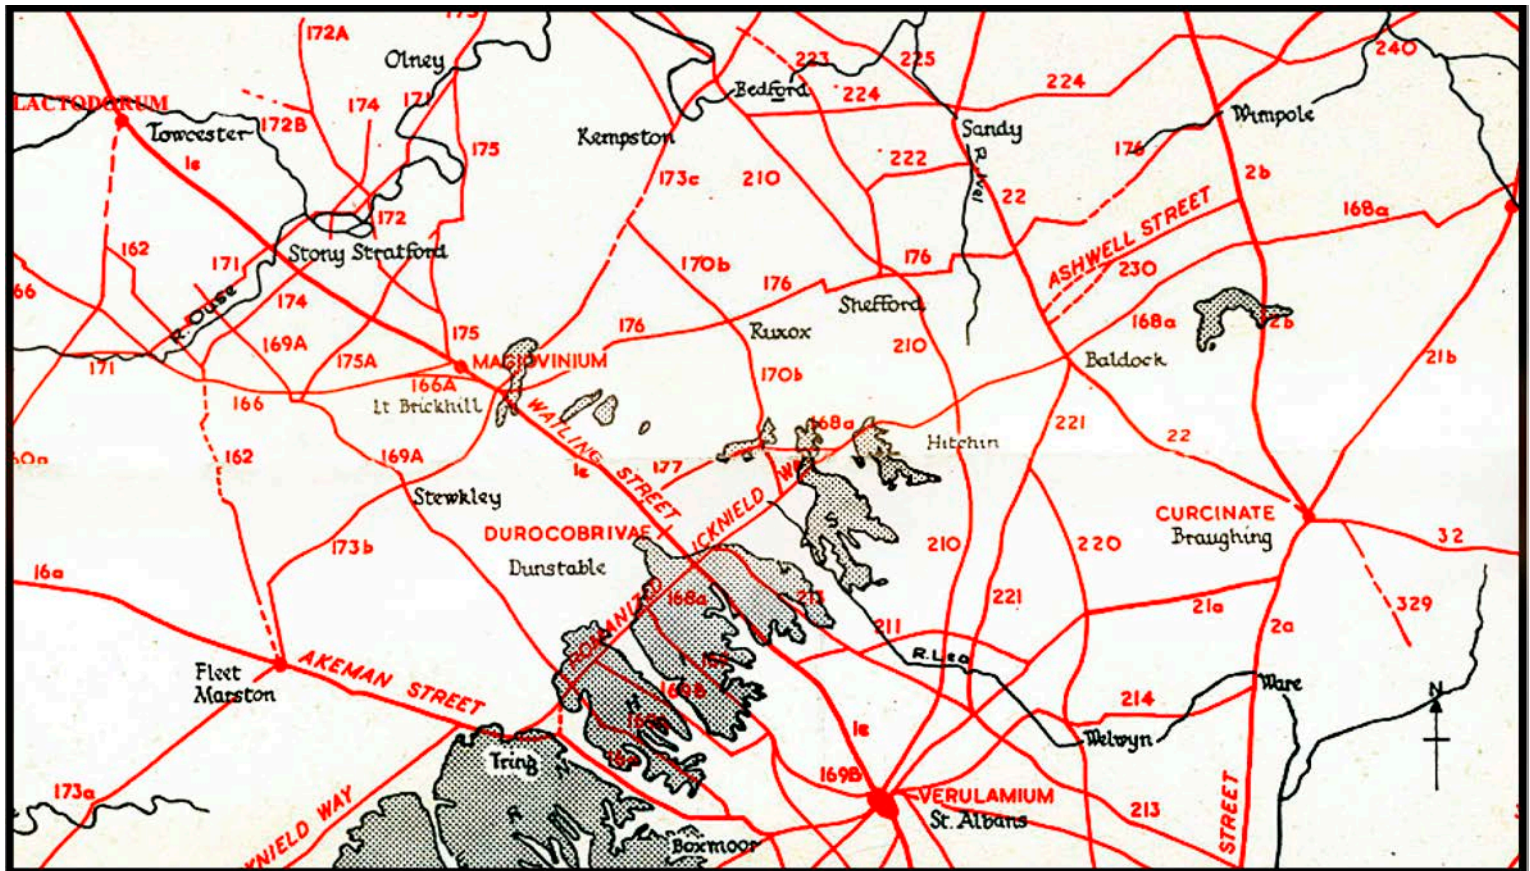 172A
173
Olney
223
225
240
224
LACTODORUM
174
171
Bedford
224
Towcester
172B
Kempston
Sandy
Wimpole
1e
175
176
222
R. Ivel
173c
210
22
2b
172
162
171
Stony Stratford
ASHWELL STREET
168a
66
170b
176
176
230
R. Ouse
174
Shefford
175
176
Ruxox
168a
2b
169A
175A
MAGIOVINIUM
210
Baldock
21b
171
166A
170b
166
Lt Brickhill
WATLING STREET
168a
221
22
Hitchin
162
169A
1e
177
Stewkley
ICKNIELD W
S
CURCINATE
Braughing
DUROCOBRIVAE
32
173b
Dunstable
210
220
16a
168a
221
21a
329
ROMANIZED
211
2a
R. Lea
Fleet
Marston
AKEMAN STREET
169B
H
214
Ware
N
1e
Welwyn
Tring
N
169B
173a
R
VERULAMIUM
St. Albans
213
STREET
KNIELD WAY
Boxmoor